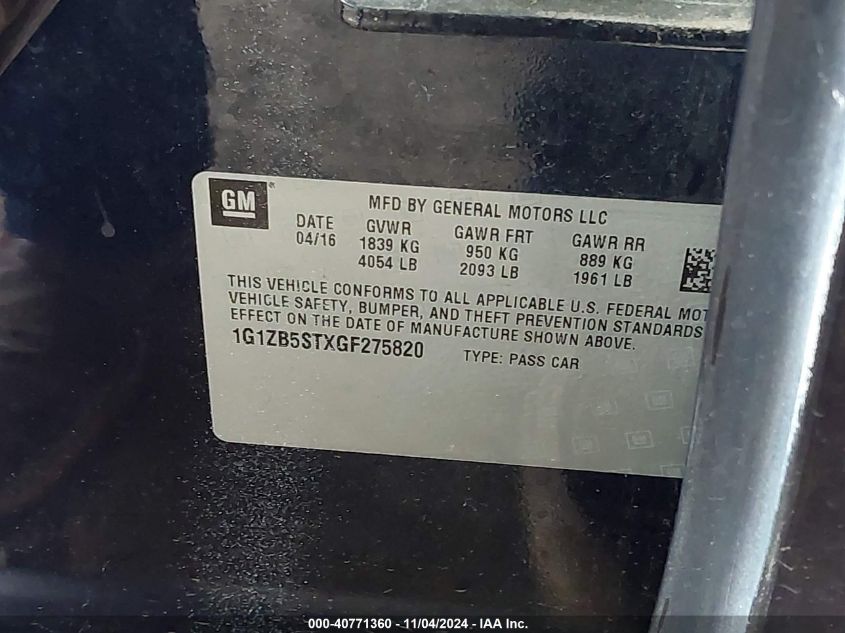 GM
MFD BY GENERAL MOTORS LLC
DATE GVWR GAWR FRT GAWR RR
04/16 1839 KG 950 KG 889 KG
4054 LB 2093 LB 1961 LB
THIS VEHICLE CONFORMS TO ALL APPLICABLE U.S. FEDERAL
VEHICLE SAFETY, BUMPER, AND THEFT PREVENTION STANDARDS
EFFECT ON THE DATE OF MANUFACTURE SHOWN ABOVE.
1G1ZB5STXGF275820 TYPE: PASS CAR
000-40771360 - 11/04/2024 - IAA Inc.